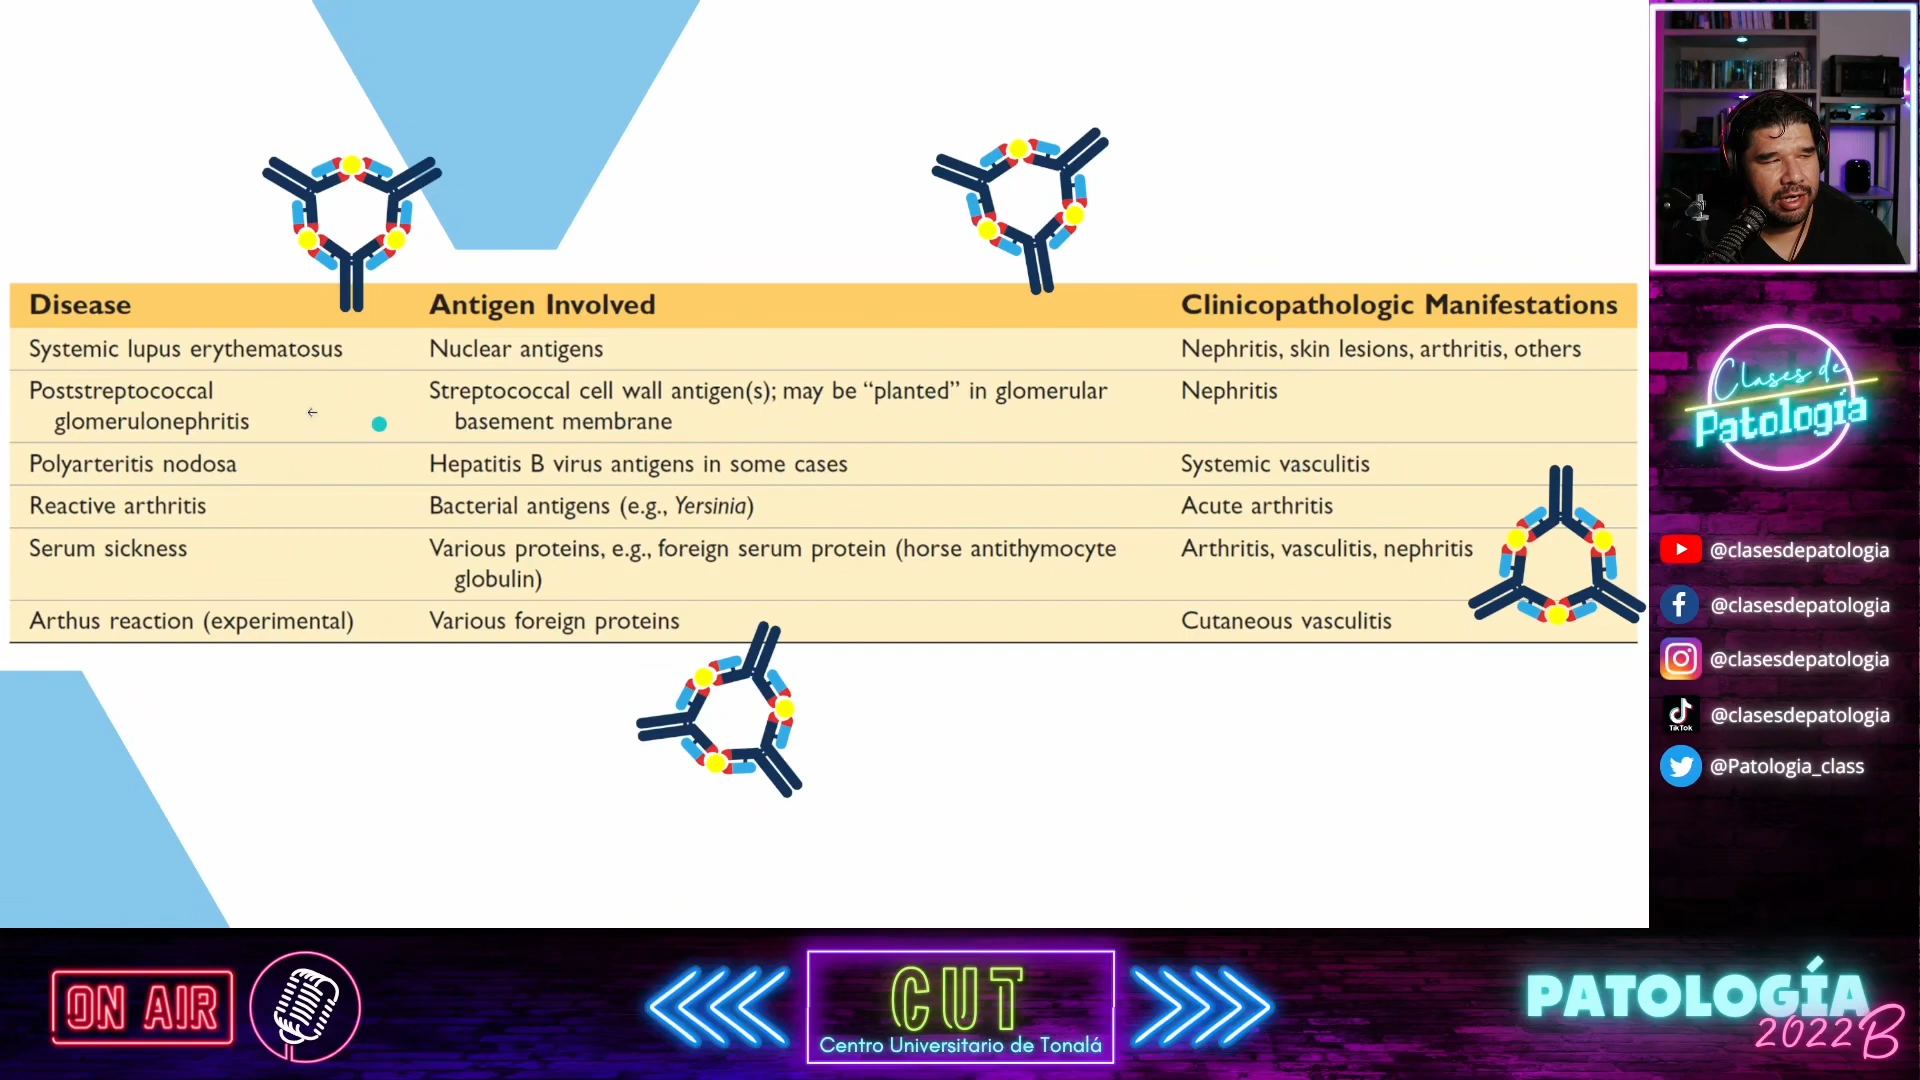 Disease Antigen Involved Clinicopathologic Manifestations
Systemic lupus erythematosus Nuclear antigens Nephritis, skin lesions, arthritis, others
Poststreptococcal Streptococcal cell wall antigen(s); may be “planted” in glomerular Nephritis
glomerulonephritis basement membrane
Polyarteritis nodosa Hepatitis B virus antigens in some cases Systemic vasculitis
Reactive arthritis Bacterial antigens (e.g., Yersinia) Acute arthritis
Serum sickness Various proteins, e.g., foreign serum protein (horse antithymocyte Arthritis, vasculitis, nephritis
globulin)
Arthus reaction (experimental) Various foreign proteins Cutaneous vasculitis
Clases de
Patología
@clasesdepatologia
@clasesdepatologia
@clasesdepatologia
TikTok
@clasesdepatologia
@Patologia_class
ON AIR
CUT
Centro Universitario de Tonalá
PATOLOGÍA
2022B